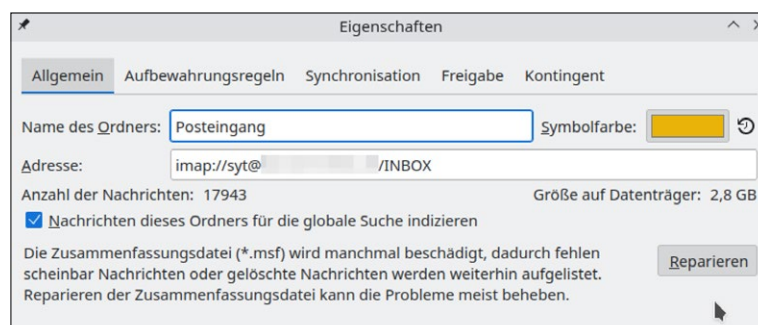 Eigenschaften
Allgemein Aufbewahrungsregeln Synchronisation Freigabe Kontingent
Name des Ordners: Posteingang Symbolfarbe:
Adresse: imap://syt@ /INBOX
Anzahl der Nachrichten: 17943 Größe auf Datenträger: 2,8 GB
Nachrichten dieses Ordners für die globale Suche indizieren
Die Zusammenfassungsdatei (*.msf) wird manchmal beschädigt, dadurch fehlen
scheinbar Nachrichten oder gelöschte Nachrichten werden weiterhin aufgelistet.
Reparieren der Zusammenfassungsdatei kann die Probleme meist beheben.
Reparieren